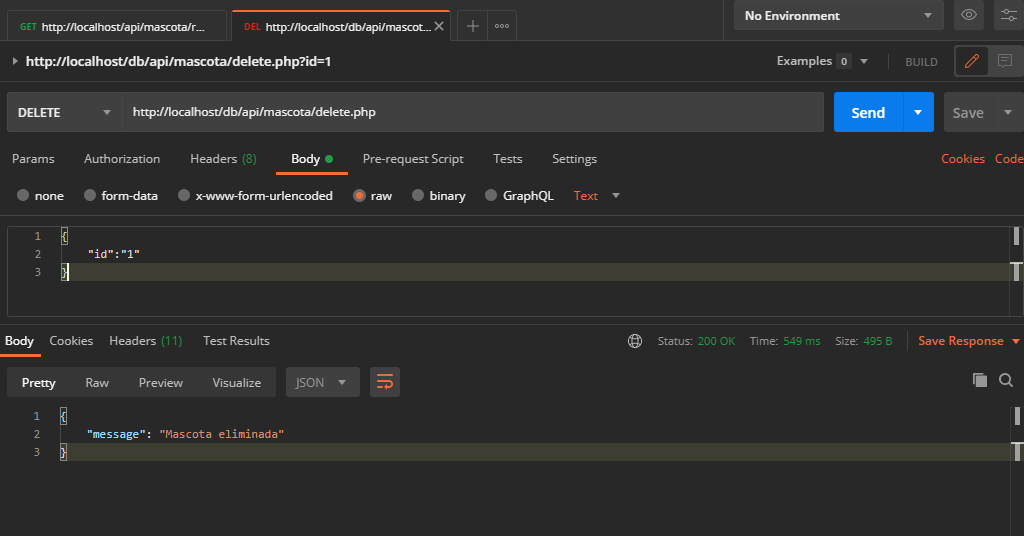 GET http://localhost/api/mascota/r...
DEL http://localhost/db/api/mascot...
No Environment
http://localhost/db/api/mascota/delete.php?id=1
Examples 0
BUILD
DELETE
http://localhost/db/api/mascota/delete.php
Send
Save
Params Authorization Headers (8) Body Pre-request Script Tests Settings
Cookies Code
none form-data x-www-form-urlencoded raw binary GraphQL Text
1 {
2 "id":"1"
3 }
Body Cookies Headers (11) Test Results
Status: 200 OK Time: 549 ms Size: 495 B Save Response
Pretty Raw Preview Visualize JSON
1 {
2 "message": "Mascota eliminada"
3 }